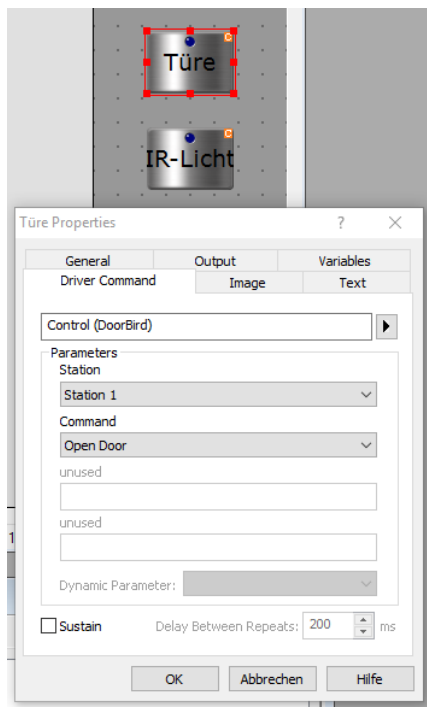 Türe
C
IR-Licht
C
Türe Properties ? ×
General Output Variables
Driver Command Image Text
Control (DoorBird)
Parameters
Station
Station 1
Command
Open Door
unused
unused
1
Dynamic Parameter:
Sustain Delay Between Repeats: 200 ms
OK Abbrechen Hilfe